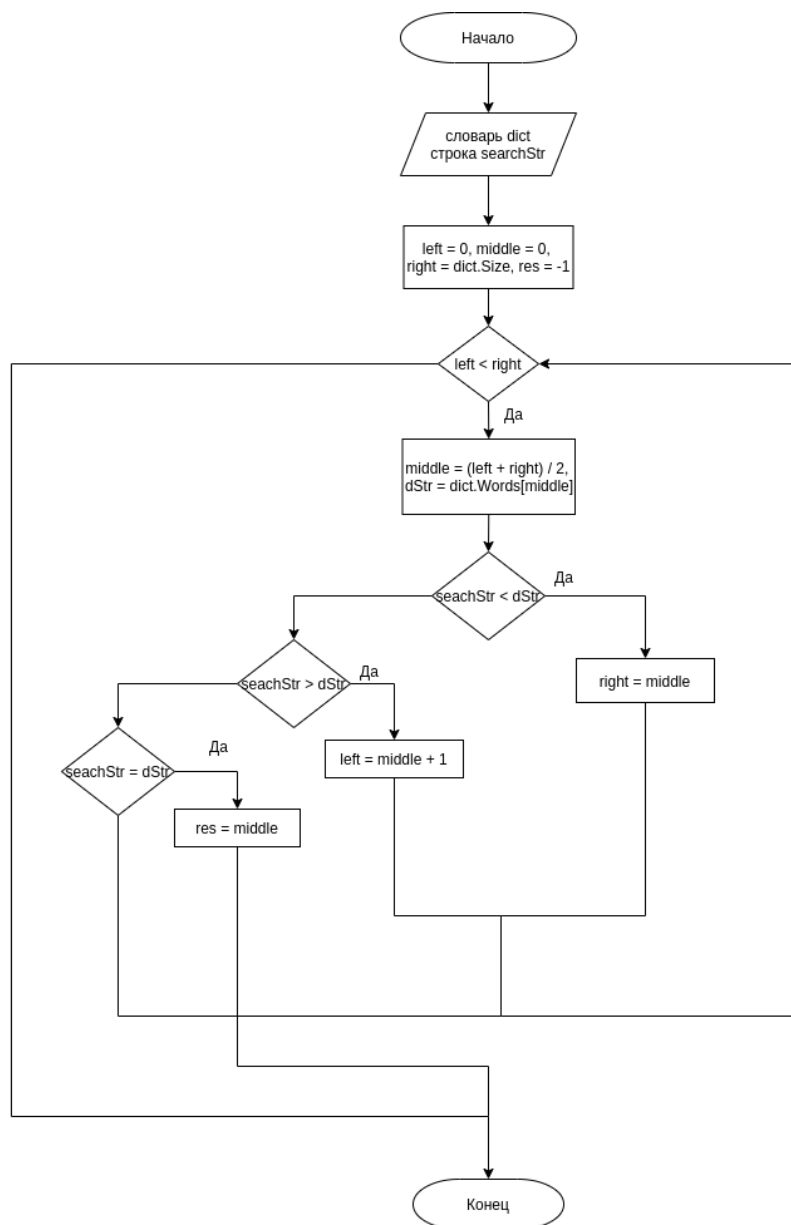 Начало
словарь dict
строка searchStr
left = 0, middle = 0,
right = dict.Size, res = -1
left < right
Да
middle = (left + right) / 2,
dStr = dict.Words[middle]
seachStr < dStr
Да
seachStr > dStr
Да
right = middle
seachStr = dStr
Да
left = middle + 1
res = middle
Конец